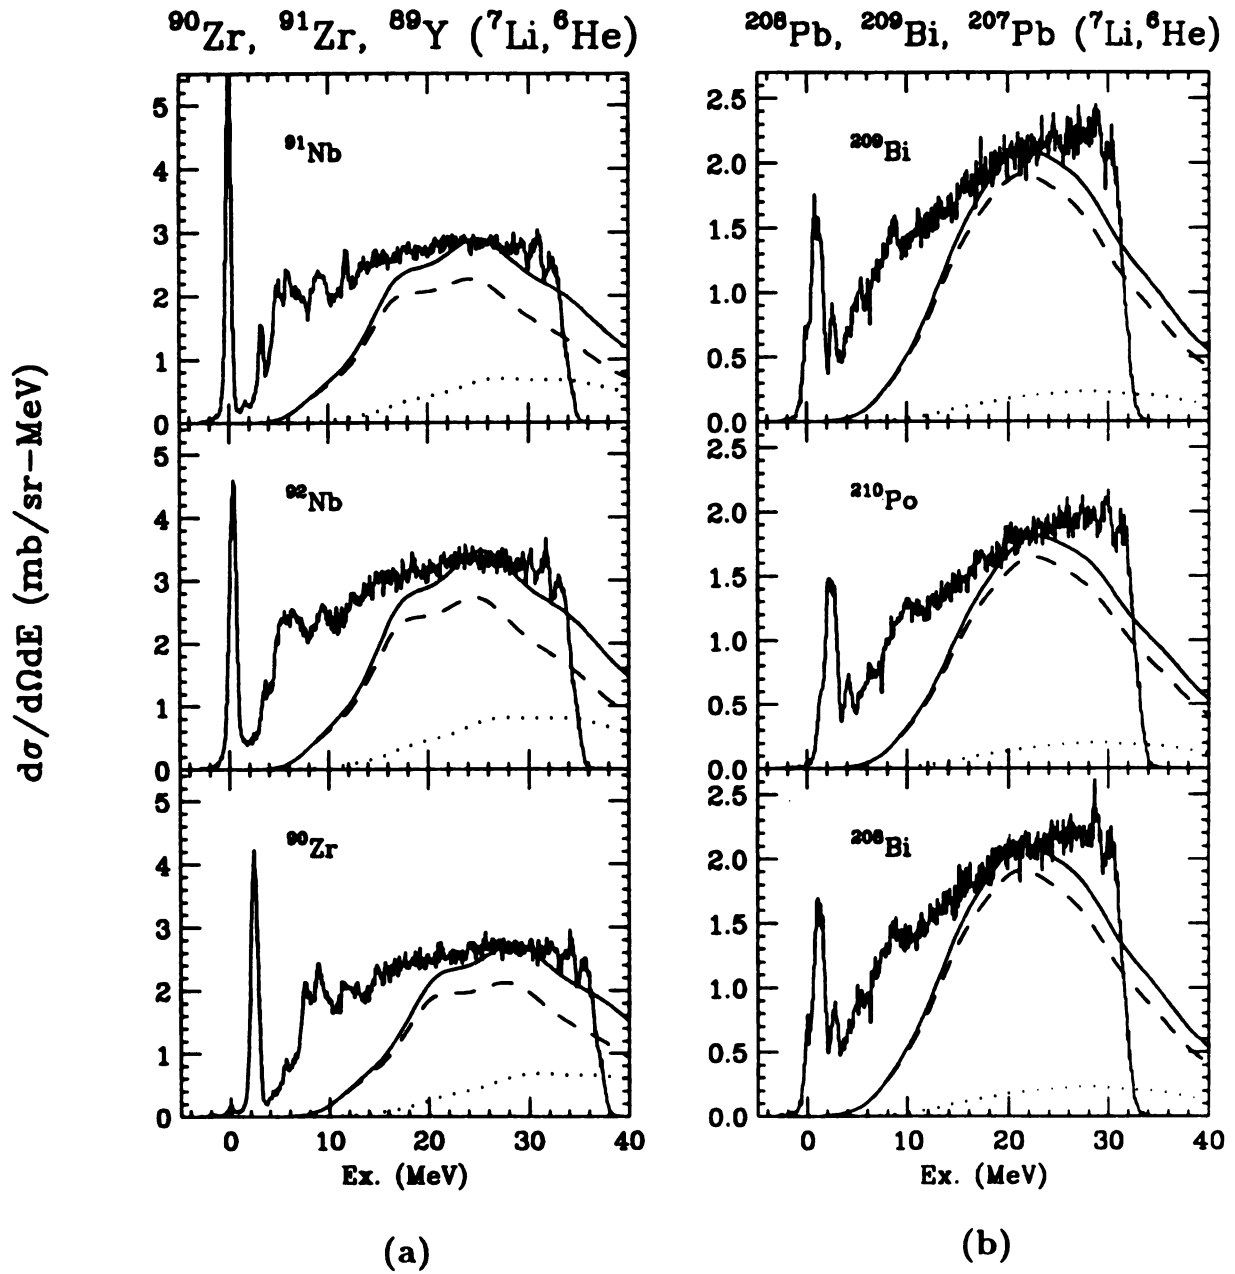 ⁹⁰Zr, ⁹¹Zr, ⁸⁹Y (⁷Li,⁶He)
²⁰⁸Pb, ²⁰⁹Bi, ²⁰⁷Pb (⁷Li,⁶He)
dσ/dΩdE (mb/sr−MeV)
5
4
3
2
1
0
⁹¹Nb
5
4
3
2
1
0
⁹²Nb
5
4
3
2
1
0
⁹⁰Zr
0 10 20 30 40
Ex. (MeV)
(a)
2.5
2.0
1.5
1.0
0.5
0.0
²⁰⁹Bi
2.5
2.0
1.5
1.0
0.5
0.0
²¹⁰Po
2.5
2.0
1.5
1.0
0.5
0.0
²⁰⁸Bi
0 10 20 30 40
Ex. (MeV)
(b)